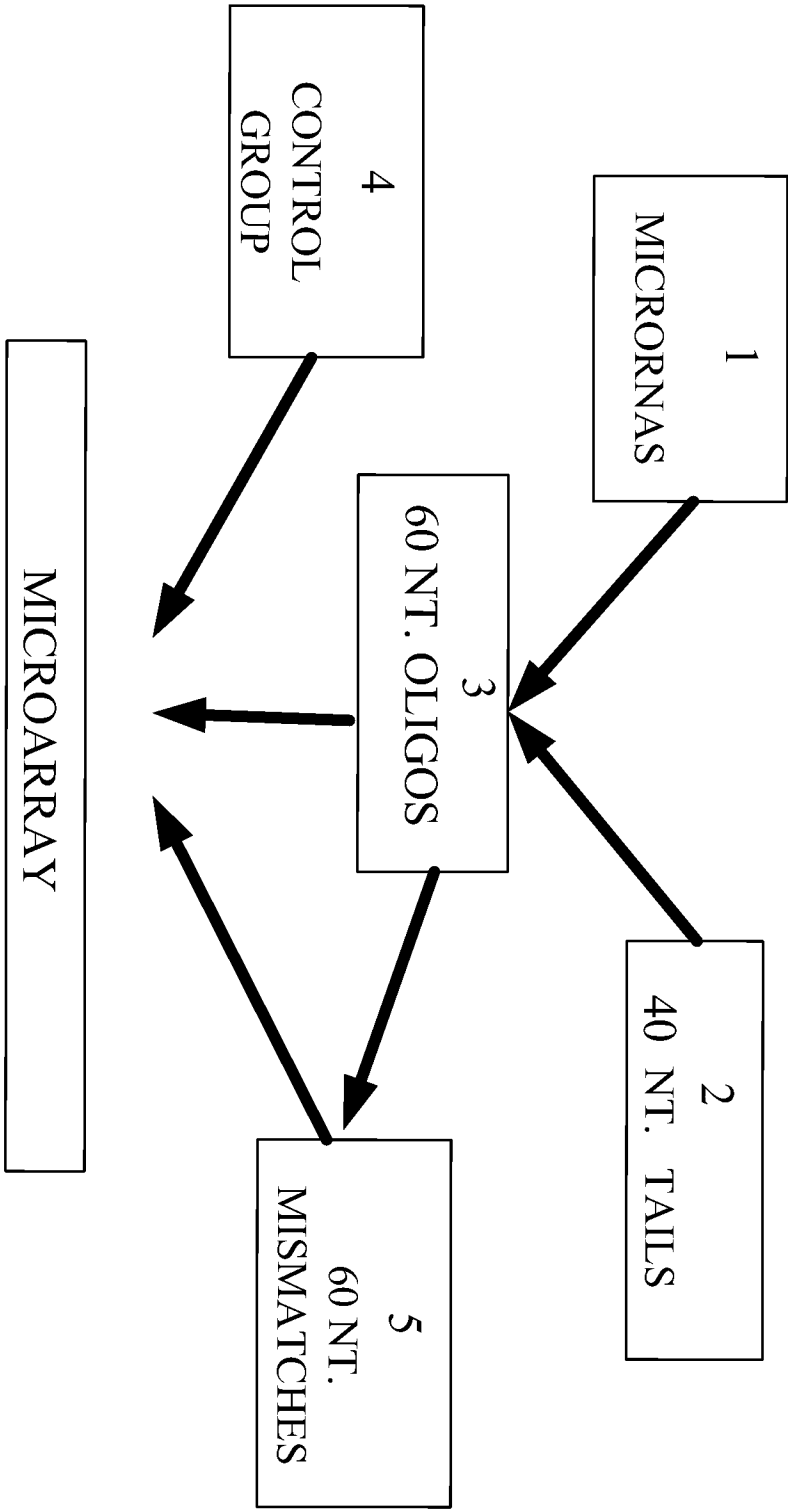 1
MICRORNAS
2
40 NT. TAILS
3
60 NT. OLIGOS
4
CONTROL
GROUP
5
60 NT.
MISMATCHES
MICROARRAY